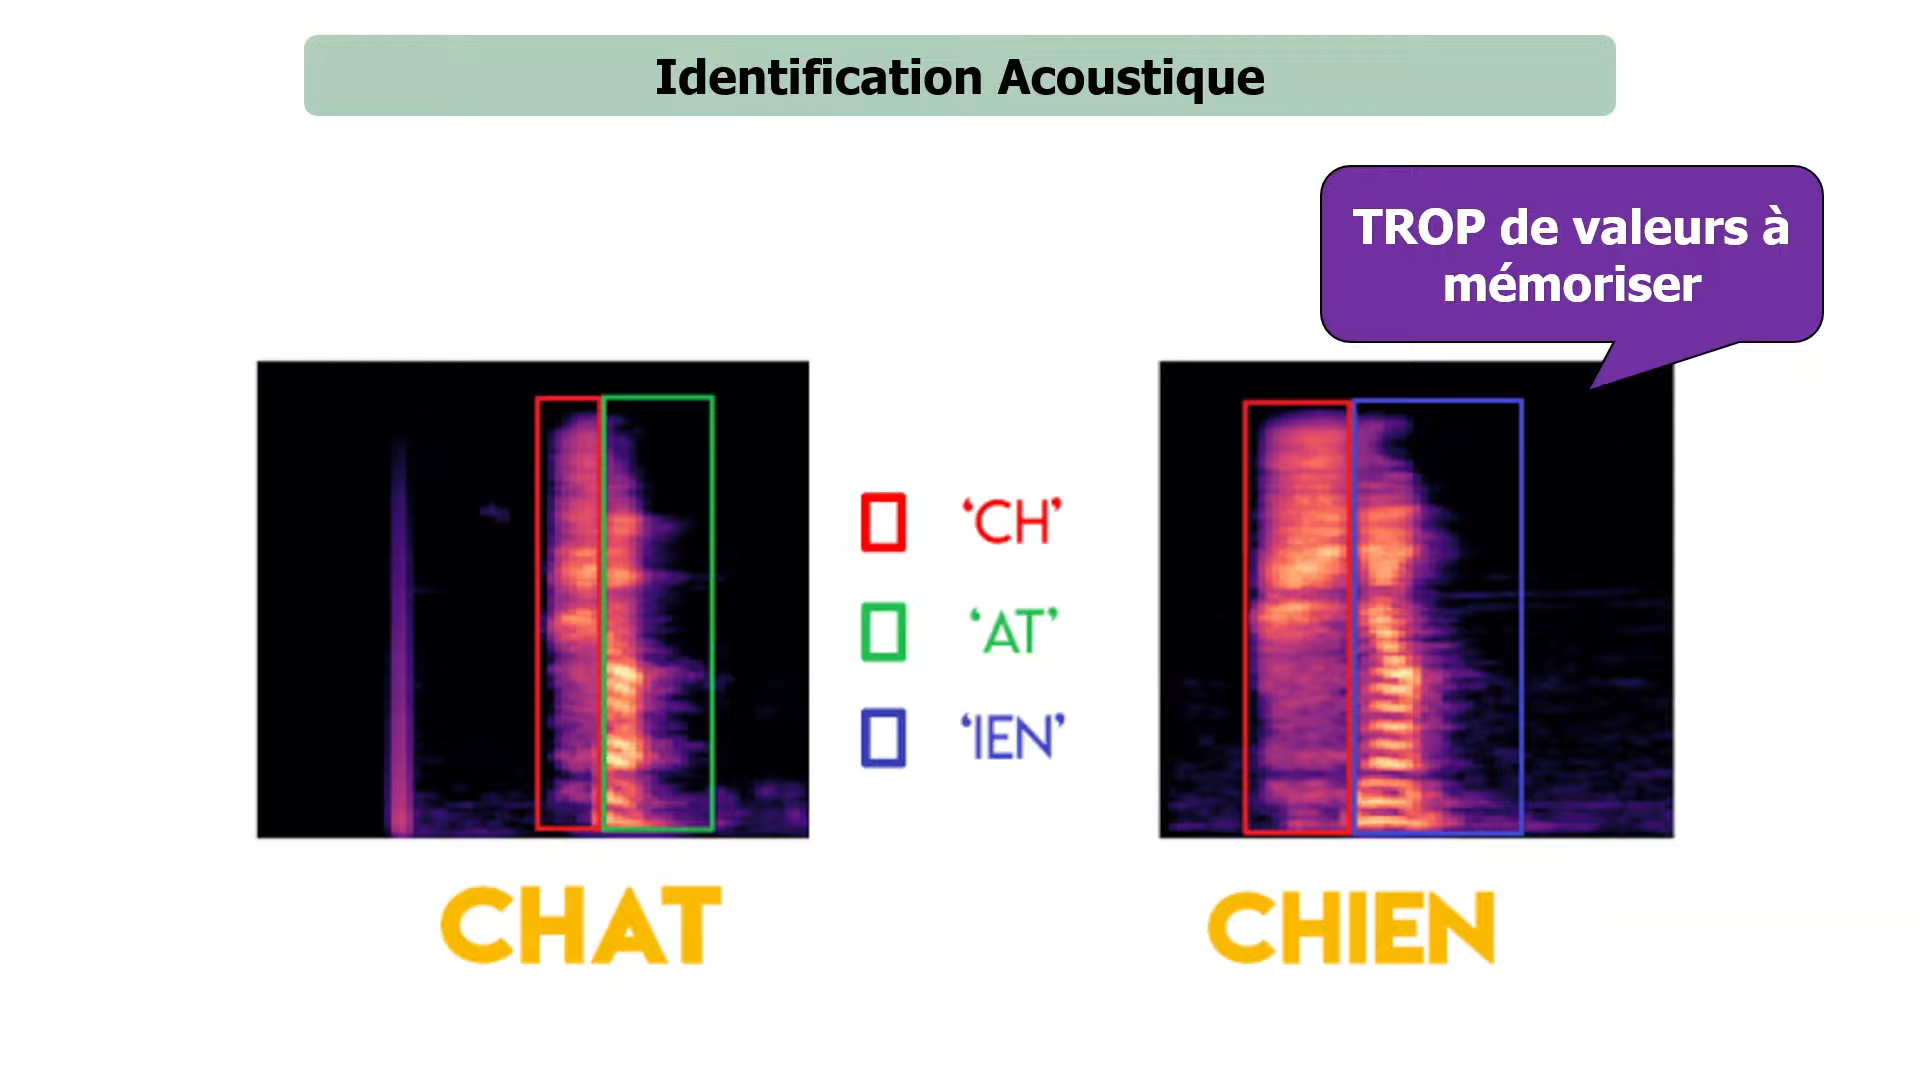 Identification Acoustique
TROP de valeurs à
mémoriser
‘CH’
‘AT’
‘IEN’
CHAT
CHIEN